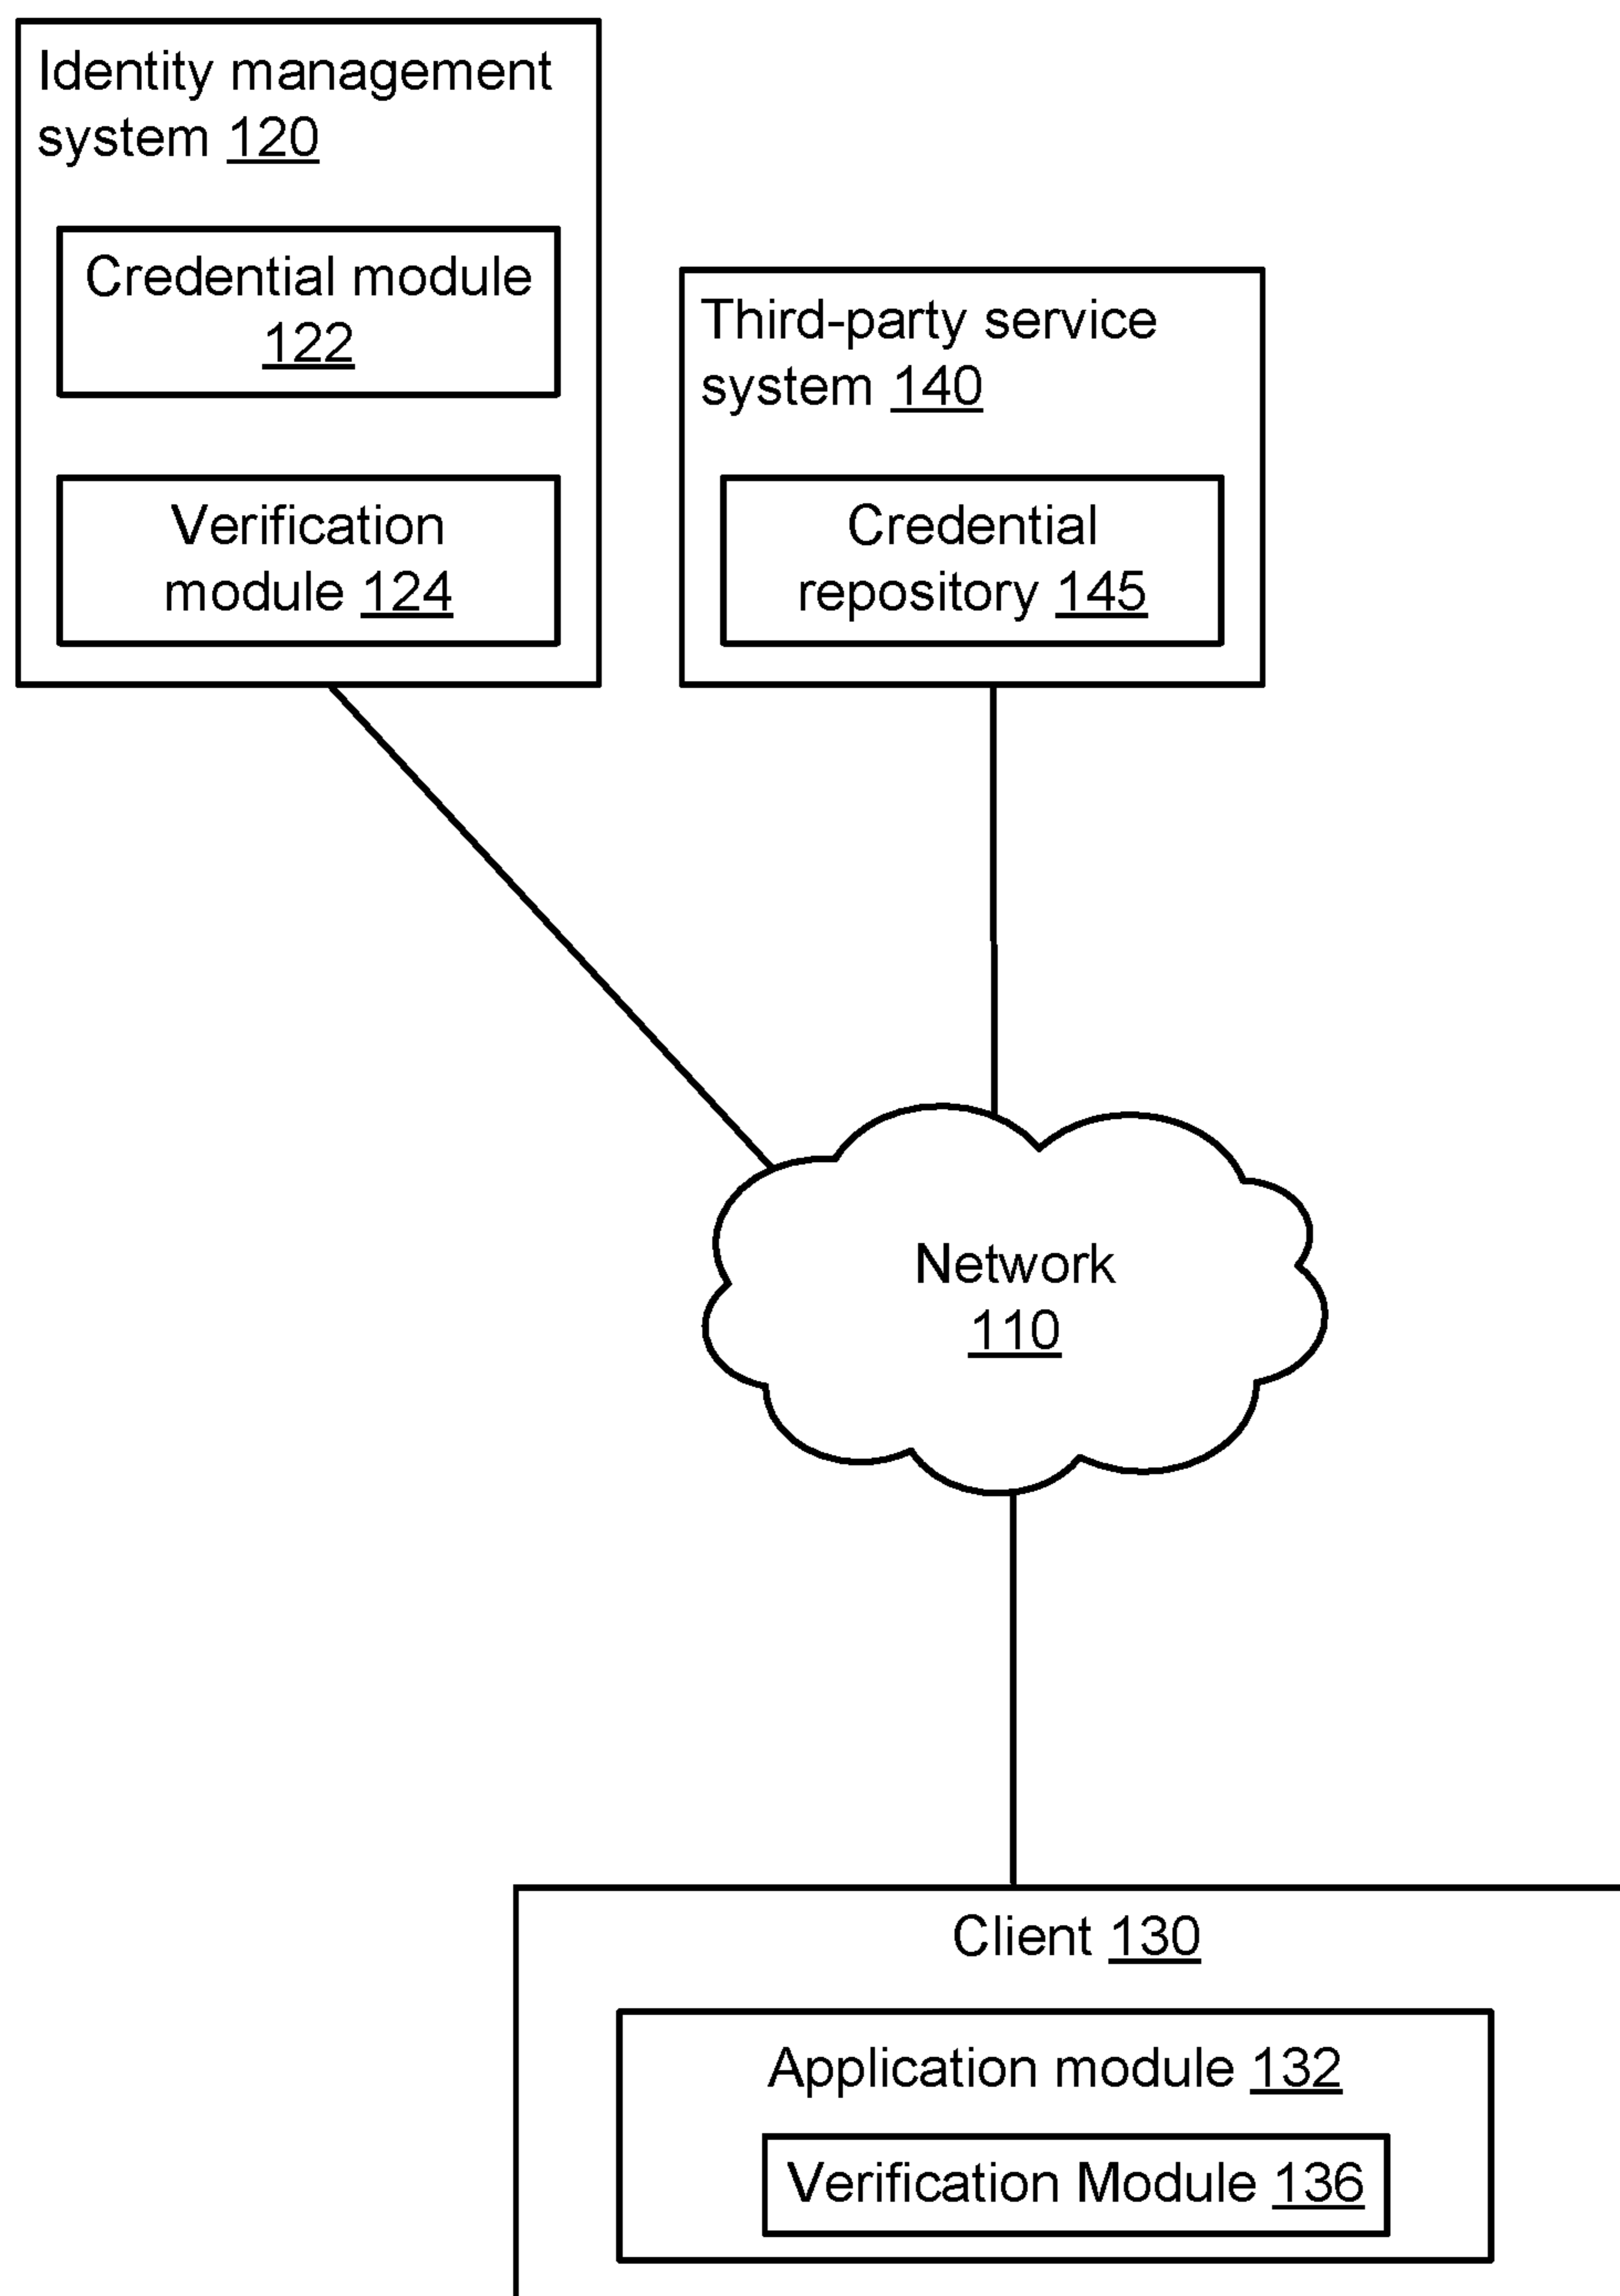 Identity management
system 120
Credential module
122
Verification
module 124
Third-party service
system 140
Credential
repository 145
Network
110
Client 130
Application module 132
Verification Module 136